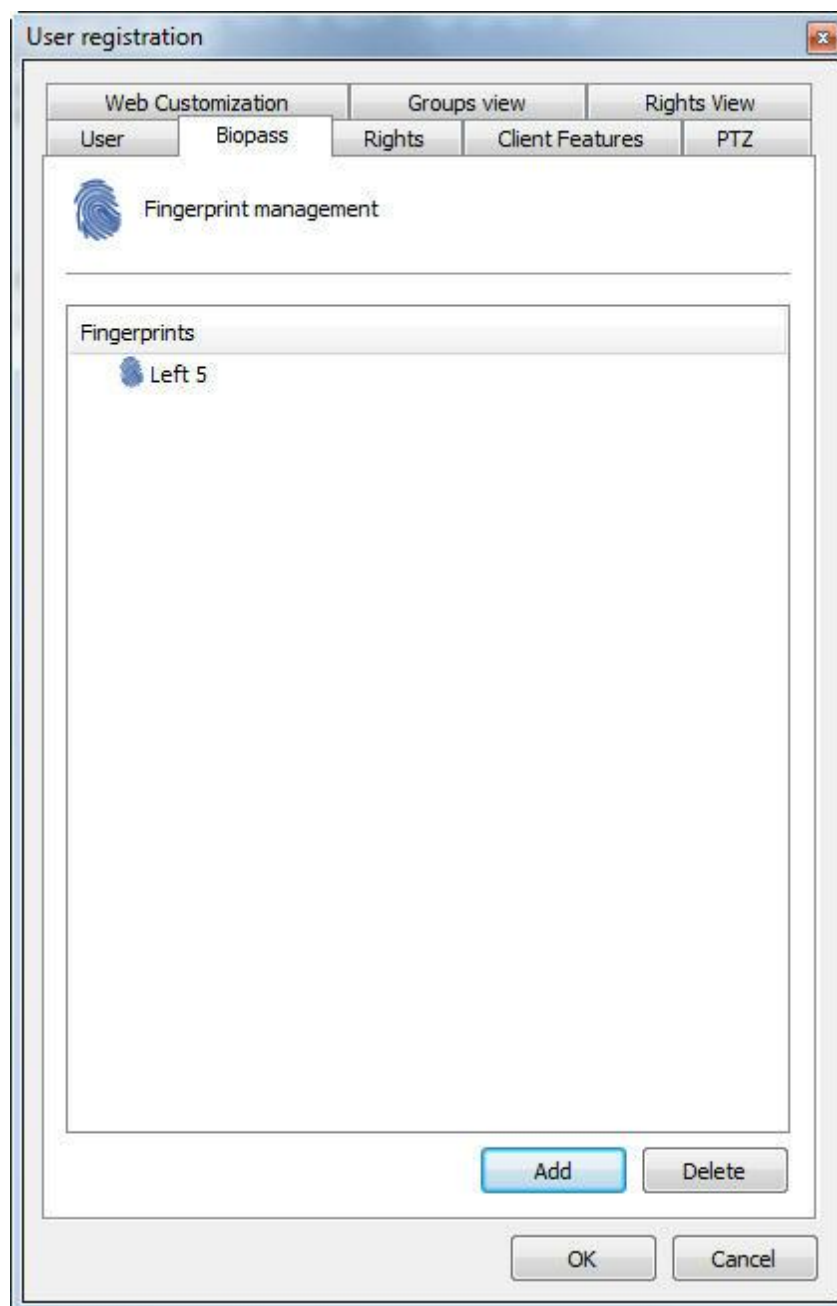 User registration
Web Customization Groups view Rights View
User Biopass Rights Client Features PTZ
Fingerprint management
Fingerprints
Left 5
Add Delete
OK Cancel